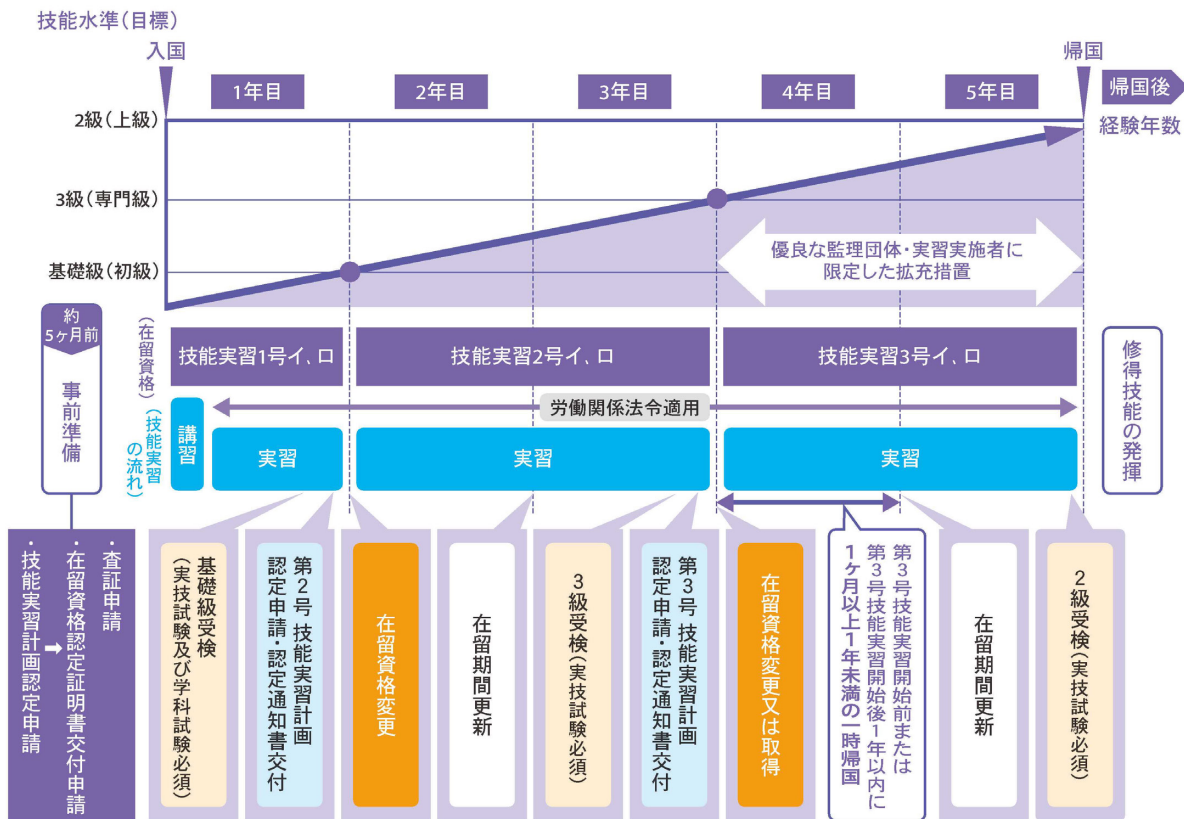 技能水準（目標）
入国
帰国
1年目
2年目
3年目
4年目
5年目
帰国後
経験年数
2級（上級）
3級（専門級）
基礎級（初級）
優良な監理団体・実習実施者に
限定した拡充措置
約
5ヶ月前
事前準備
（在留資格）
技能実習1号イ、ロ
技能実習2号イ、ロ
技能実習3号イ、ロ
修得技能の発揮
労働関係法令適用
（技能実習
の流れ）
講習
実習
実習
実習
・査証申請
・在留資格認定証明書交付申請
➡
・技能実習計画認定申請
基礎級受検
（実技試験及び学科試験必須）
第2号 技能実習計画
認定申請・認定通知書交付
在留資格変更
在留期間更新
3級受検（実技試験必須）
第3号 技能実習計画
認定申請・認定通知書交付
在留資格変更又は取得
第3号技能実習開始前または
第3号技能実習開始後1年以内に
1ヶ月以上1年未満の一時帰国
在留期間更新
2級受検（実技試験必須）